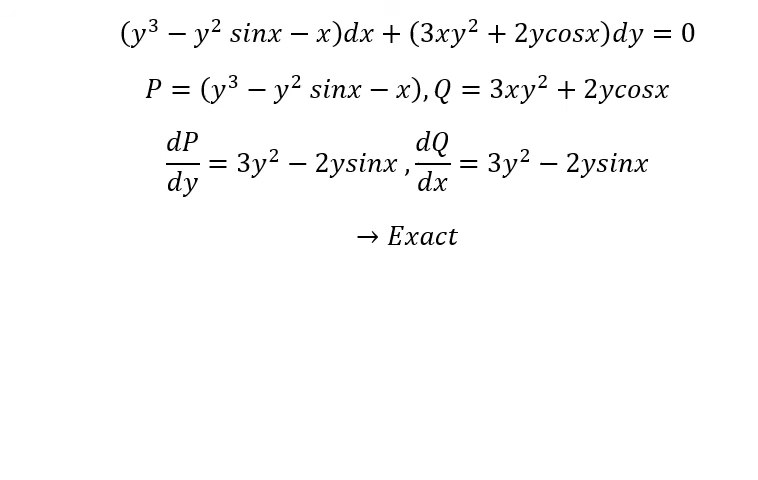 (y³ − y² sinx − x)dx + (3xy² + 2ycosx)dy = 0
P = (y³ − y² sinx − x), Q = 3xy² + 2ycosx
dP/dy = 3y² − 2ysinx , dQ/dx = 3y² − 2ysinx
→ Exact